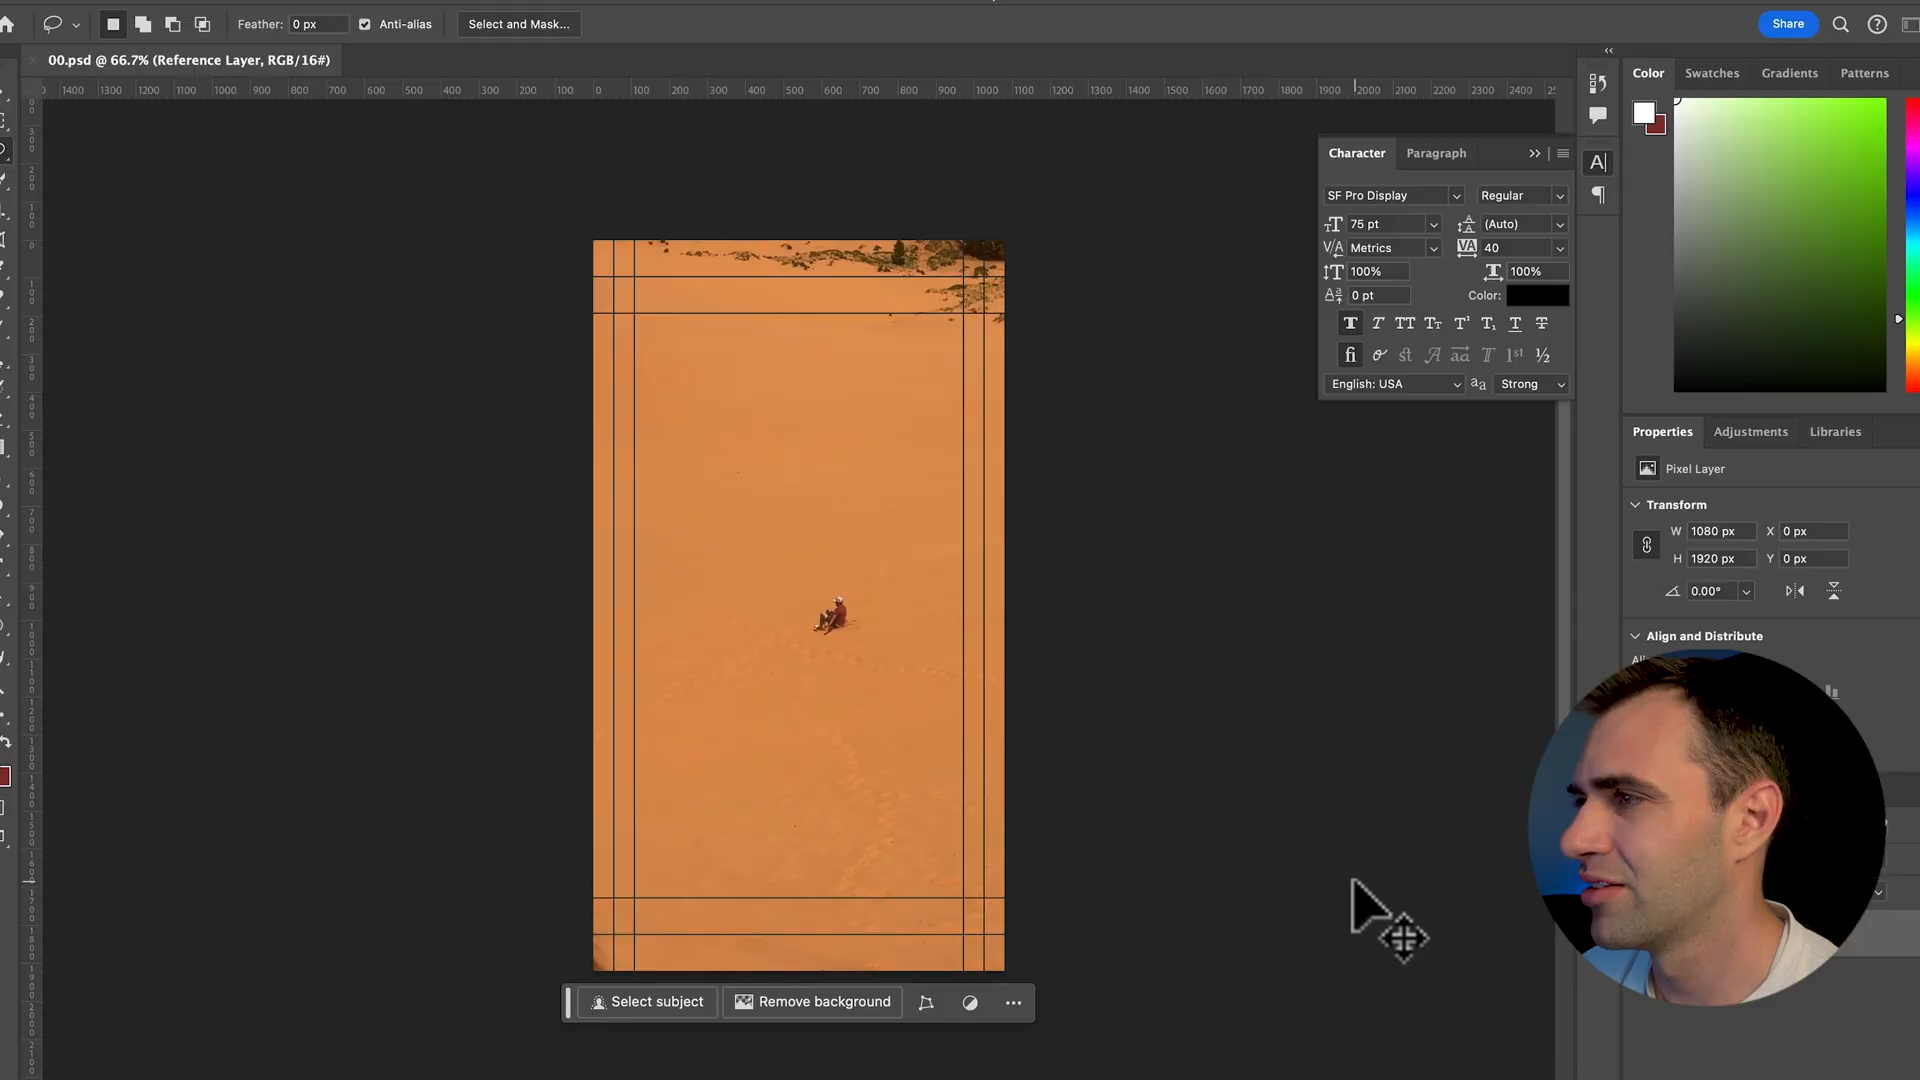 Feather: 0 px Anti-alias Select and Mask... Share
00.psd @ 66.7% (Reference Layer, RGB/16#)
1400 1300 1200 1100 1000 900 800 700 600 500 400 300 200 100 0 100 200 300 400 500 600 700 800 900 1000 1100 1200 1300 1400 1500 1600 1700 1800 1900 2000 2100 2200 2300 2400
Color Swatches Gradients Patterns
Character Paragraph
SF Pro Display Regular
75 pt (Auto)
Metrics 40
100% 100%
0 pt Color:
English: USA Strong
Properties Adjustments Libraries
Pixel Layer
Transform
W 1080 px X 0 px
H 1920 px Y 0 px
0.00°
Align and Distribute
Select subject Remove background